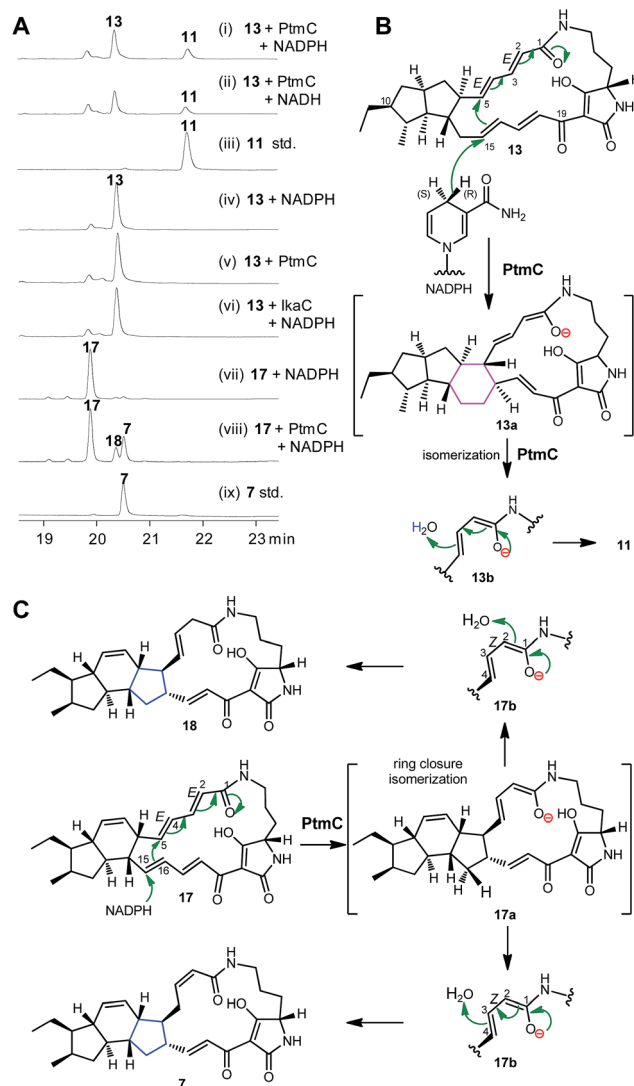 A
13
11
(i) 13 + PtmC
+ NADPH
11
(ii) 13 + PtmC
+ NADH
11
(iii) 11 std.
13
(iv) 13 + NADPH
(v) 13 + PtmC
(vi) 13 + IkaC
+ NADPH
17
(vii) 17 + NADPH
17
18
7
(viii) 17 + PtmC
+ NADPH
7
(ix) 7 std.
19 20 21 22 23 min
B
H
N
E 2 1
O
E 3
5
H H
10
H H
HO
H
19
NH
15
O O
13
H H
(S) (R)
O
NH2
N
NADPH
PtmC
H
N
O ⊖
H H
HO
H
NH
H H
O O
13a
isomerization PtmC
H2O
H
N
O ⊖
13b
11
C
H
N
O
H H
HO
H
NH
H H
O O
18
H2O
H
N
Z 2 1
3
4
O ⊖
17b
H
N
E 2 1
O
E 4
5
H
HO
H
15
16
NH
H H
O O
NADPH
17
PtmC
ring closure
isomerization
H
N
O ⊖
H H
HO
H
NH
H H
H H
O O
17a
H
N
O
H H
HO
H
NH
H H
O O
7
H2O
H
N
Z 2 1
3
4
O ⊖
17b